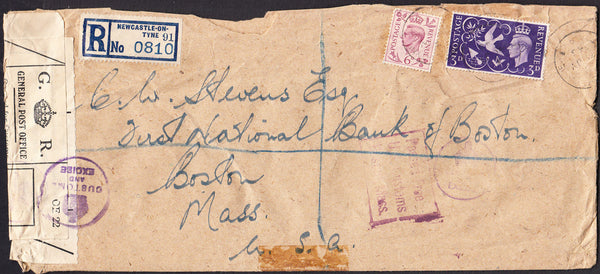 NEWCASTLE-ON-
TYNE 91
R No 0810
POSTAGE REVENUE
6D
POSTAGE REVENUE
3D 3D
G. R.
GENERAL POST OFFICE
CUSTOMS
AND
EXCISE
C. W. Stevens Esq
First National Bank of Boston
Boston
Mass.
U. S. A.